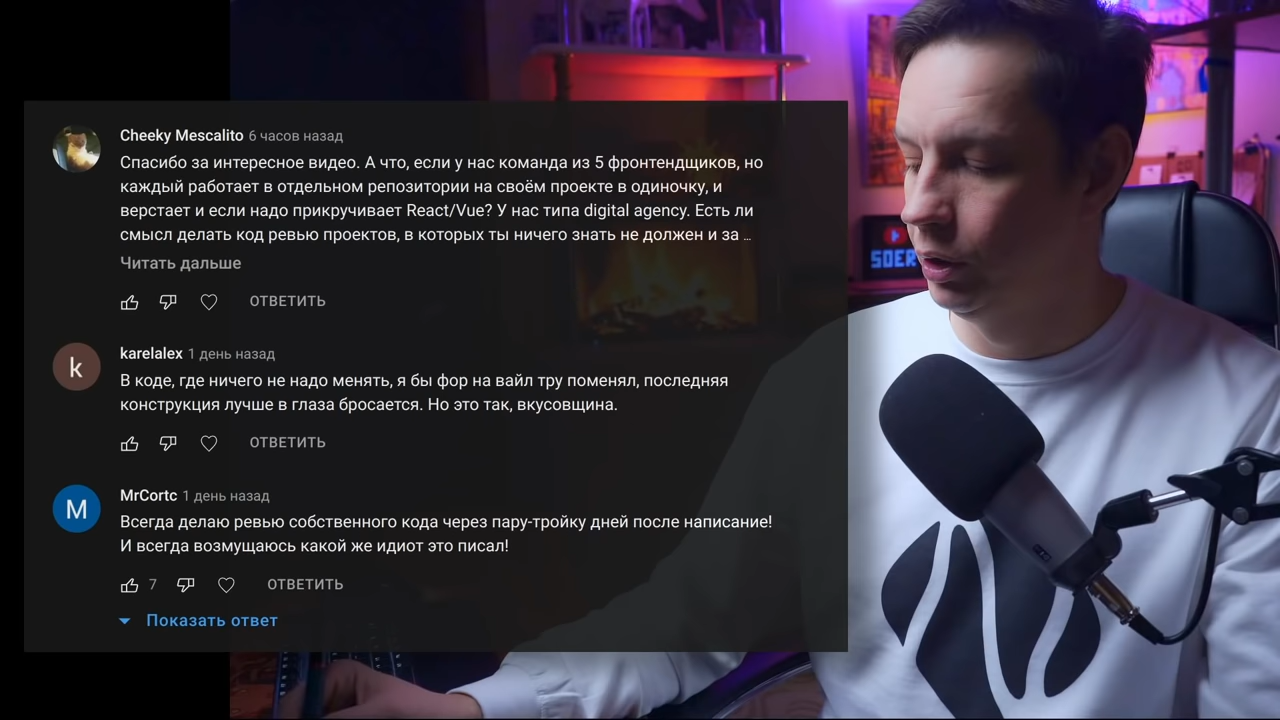 Cheeky Mescalito 6 часов назад
Спасибо за интересное видео. А что, если у нас команда из 5 фронтендщиков, но
каждый работает в отдельном репозитории на своём проекте в одиночку, и
верстает и если надо прикручивает React/Vue? У нас типа digital agency. Есть ли
смысл делать код ревью проектов, в которых ты ничего знать не должен и за ...
Читать дальше
ОТВЕТИТЬ
k
karelalex 1 день назад
В коде, где ничего не надо менять, я бы фор на вайл тру поменял, последняя
конструкция лучше в глаза бросается. Но это так, вкусовщина.
ОТВЕТИТЬ
M
MrCortc 1 день назад
Всегда делаю ревью собственного кода через пару-тройку дней после написание!
И всегда возмущаюсь какой же идиот это писал!
7 ОТВЕТИТЬ
Показать ответ
SOER